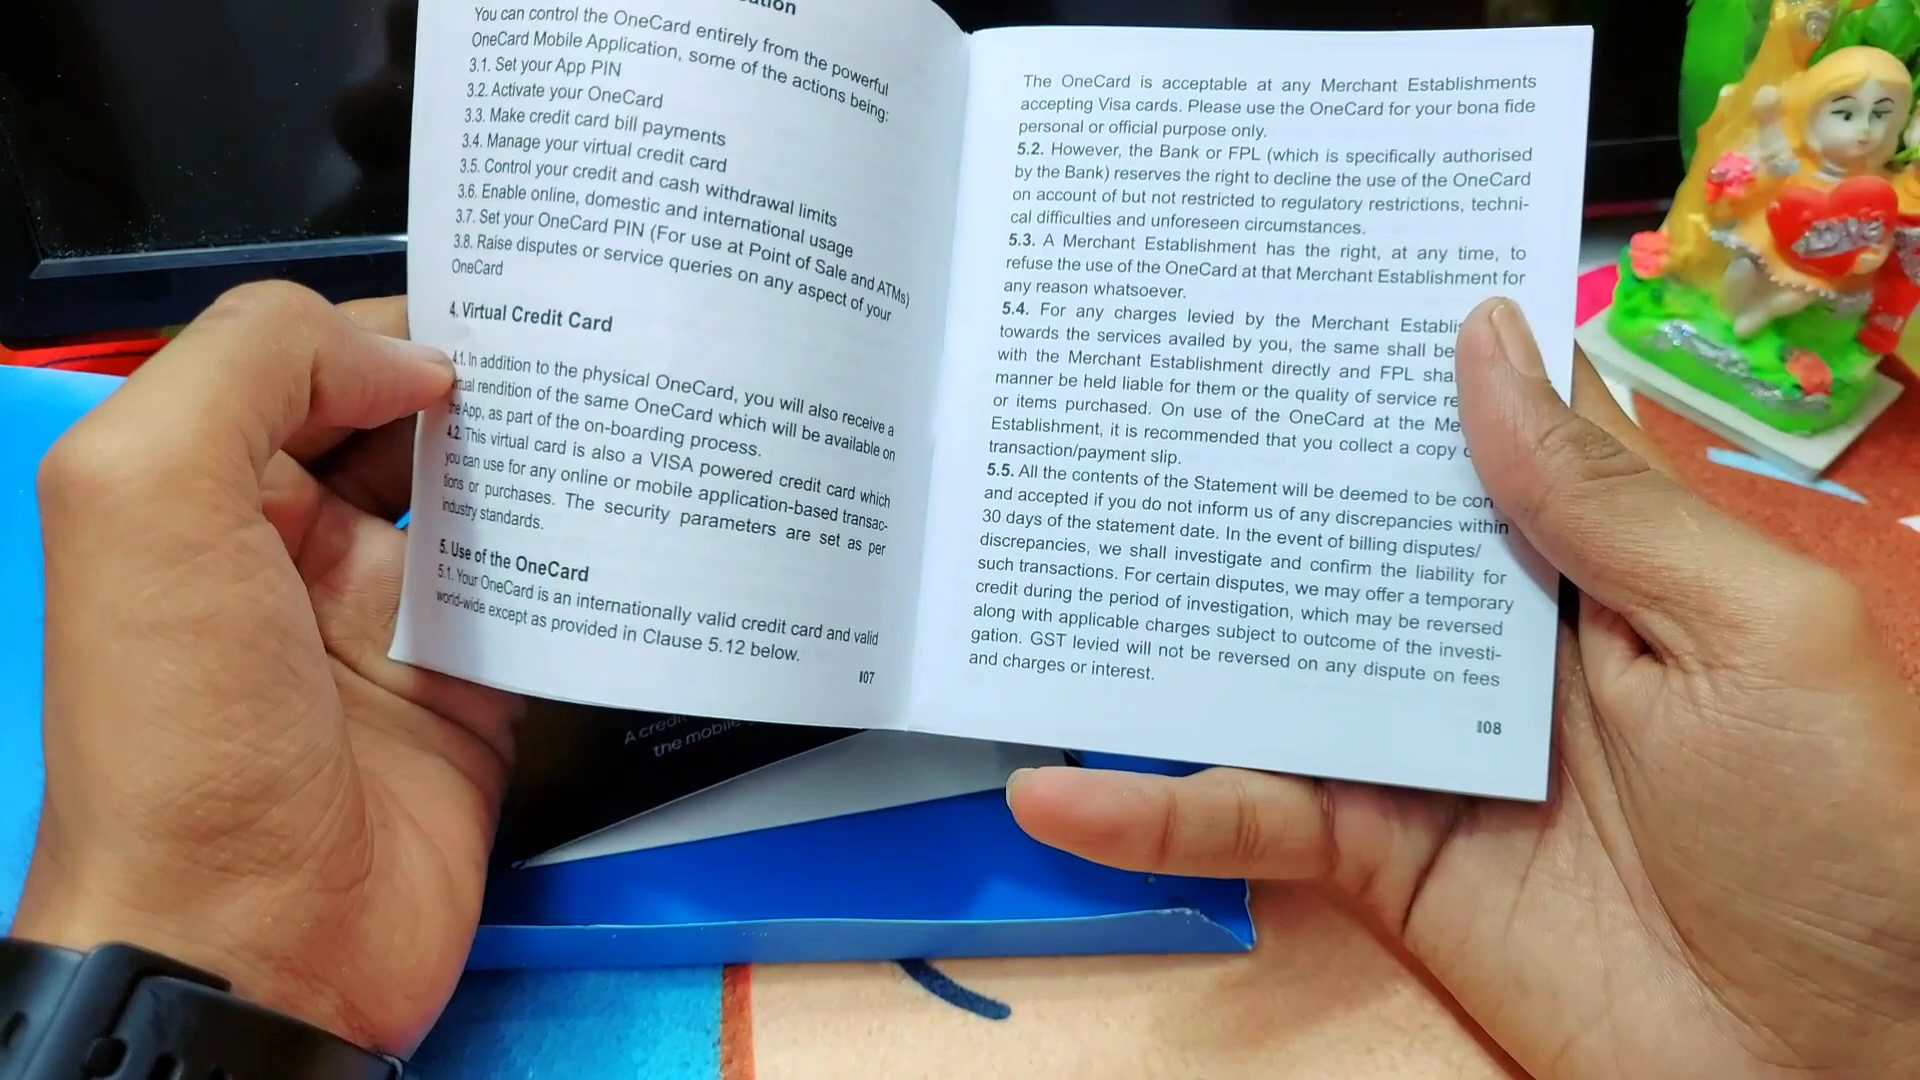 You can control the OneCard entirely from the powerful
OneCard Mobile Application, some of the actions being:
3.1. Set your App PIN
3.2. Activate your OneCard
3.3. Make credit card bill payments
3.4. Manage your virtual credit card
3.5. Control your credit and cash withdrawal limits
3.6. Enable online, domestic and international usage
3.7. Set your OneCard PIN (For use at Point of Sale and ATMs)
3.8. Raise disputes or service queries on any aspect of your
OneCard
4. Virtual Credit Card
4.1. In addition to the physical OneCard, you will also receive a
rendition of the same OneCard which will be available on
the App, as part of the on-boarding process.
4.2. This virtual card is also a VISA powered credit card which
you can use for any online or mobile application-based transac-
tions or purchases. The security parameters are set as per
industry standards.
5. Use of the OneCard
5.1. Your OneCard is an internationally valid credit card and valid
world-wide except as provided in Clause 5.12 below.
107
The OneCard is acceptable at any Merchant Establishments
accepting Visa cards. Please use the OneCard for your bona fide
personal or official purpose only.
5.2. However, the Bank or FPL (which is specifically authorised
by the Bank) reserves the right to decline the use of the OneCard
on account of but not restricted to regulatory restrictions, techni-
cal difficulties and unforeseen circumstances.
5.3. A Merchant Establishment has the right, at any time, to
refuse the use of the OneCard at that Merchant Establishment for
any reason whatsoever.
5.4. For any charges levied by the Merchant
towards the services availed by you, the same shall be
with the Merchant Establishment directly and FPL
manner be held liable for them or the quality of service
or items purchased. On use of the OneCard at the
Establishment, it is recommended that you collect a copy
transaction/payment slip.
5.5. All the contents of the Statement will be deemed to be
and accepted if you do not inform us of any discrepancies within
30 days of the statement date. In the event of billing disputes/
discrepancies, we shall investigate and confirm the liability for
such transactions. For certain disputes, we may offer a temporary
credit during the period of investigation, which may be reversed
along with applicable charges subject to outcome of the investi-
gation. GST levied will not be reversed on any dispute on fees
and charges or interest.
108
A
the